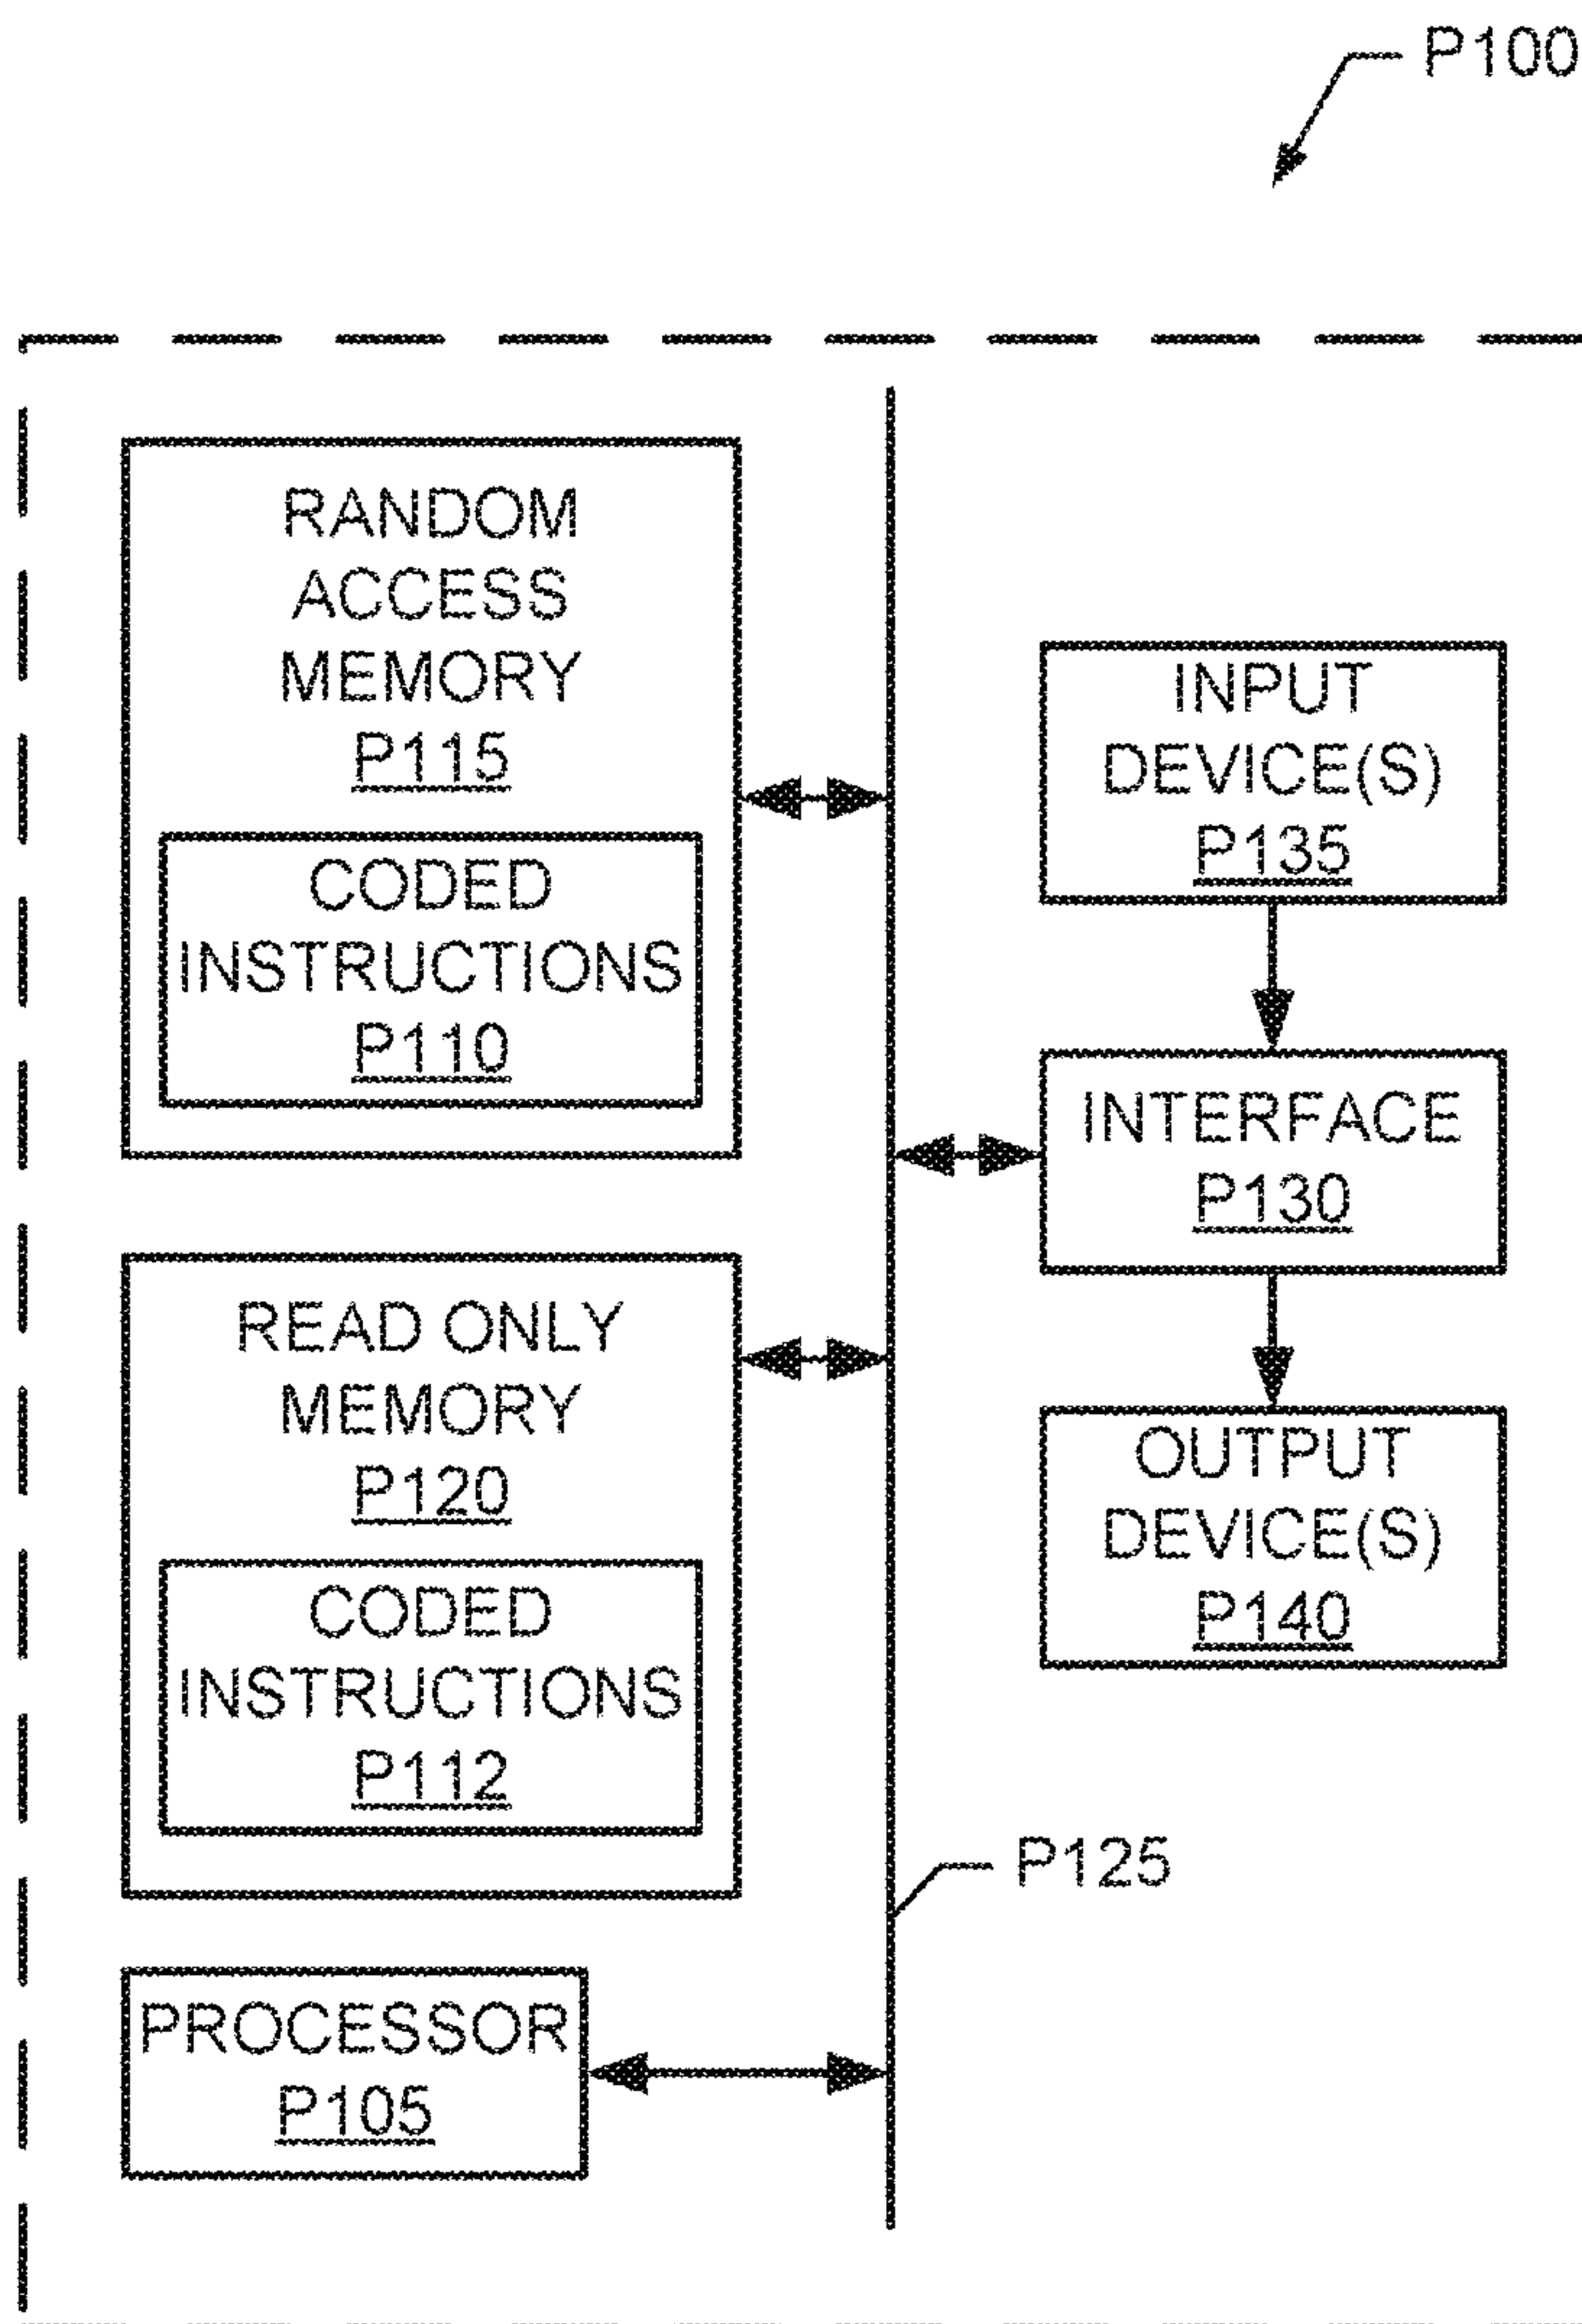 P100
RANDOM
ACCESS
MEMORY
P115
CODED
INSTRUCTIONS
P110
READ ONLY
MEMORY
P120
CODED
INSTRUCTIONS
P112
PROCESSOR
P105
INPUT
DEVICE(S)
P135
INTERFACE
P130
OUTPUT
DEVICE(S)
P140
P125